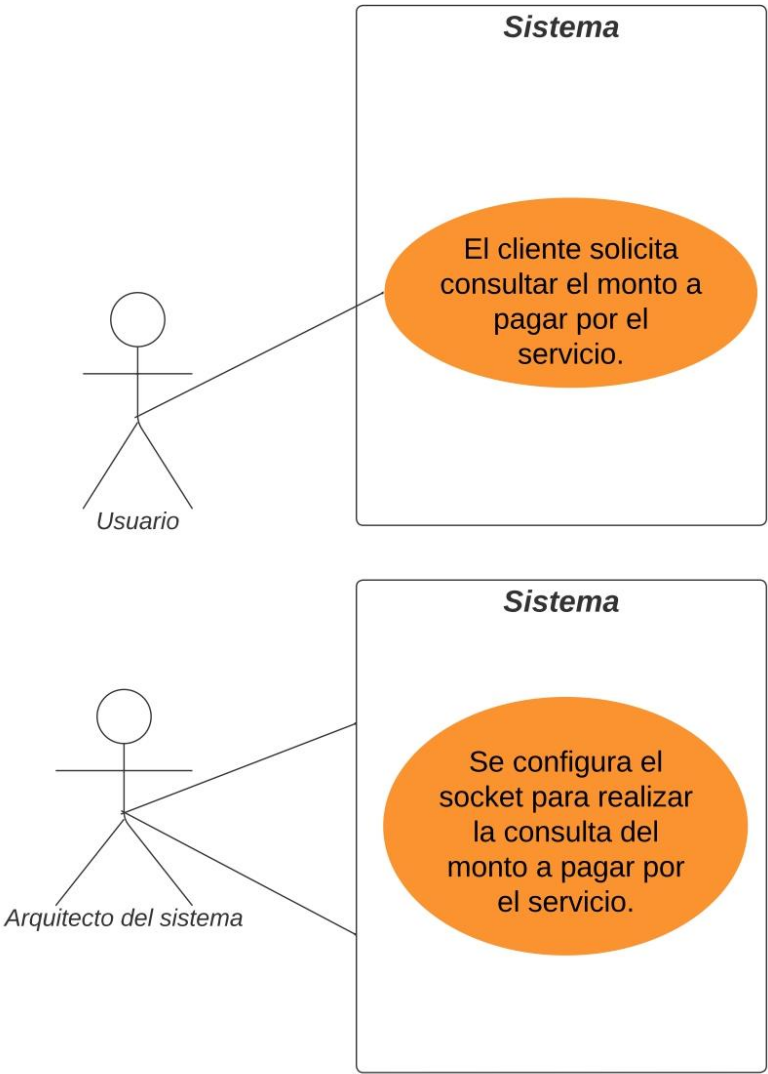 Sistema
El cliente solicita
consultar el monto a
pagar por el
servicio.
Usuario
Sistema
Se configura el
socket para realizar
la consulta del
monto a pagar por
el servicio.
Arquitecto del sistema